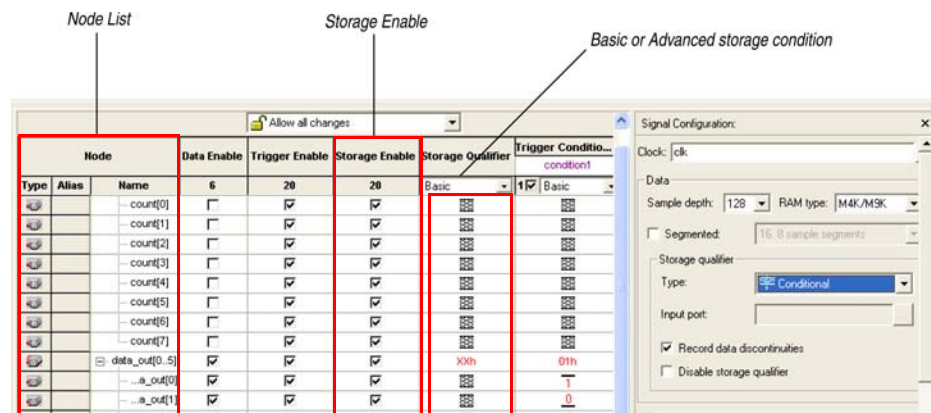 Node List
Storage Enable
Basic or Advanced storage condition
Allow all changes
Signal Configuration:
Node Data Enable Trigger Enable Storage Enable Storage Qualifier Trigger Conditio...
condition1
Clock: clk
Type Alias Name 6 20 20 Basic 1 Basic
Data
Sample depth: 128 RAM type: M4K/M9K
count[0]
count[1]
Segmented: 16 8 sample segments
count[2]
Storage qualifier
count[3]
Type: Conditional
count[4]
count[5]
Input port: ...
count[6]
count[7]
Record data discontinuities
data_out[0..5] XXh 01h
Disable storage qualifier
...a_out[0] 1
...a_out[1] 0